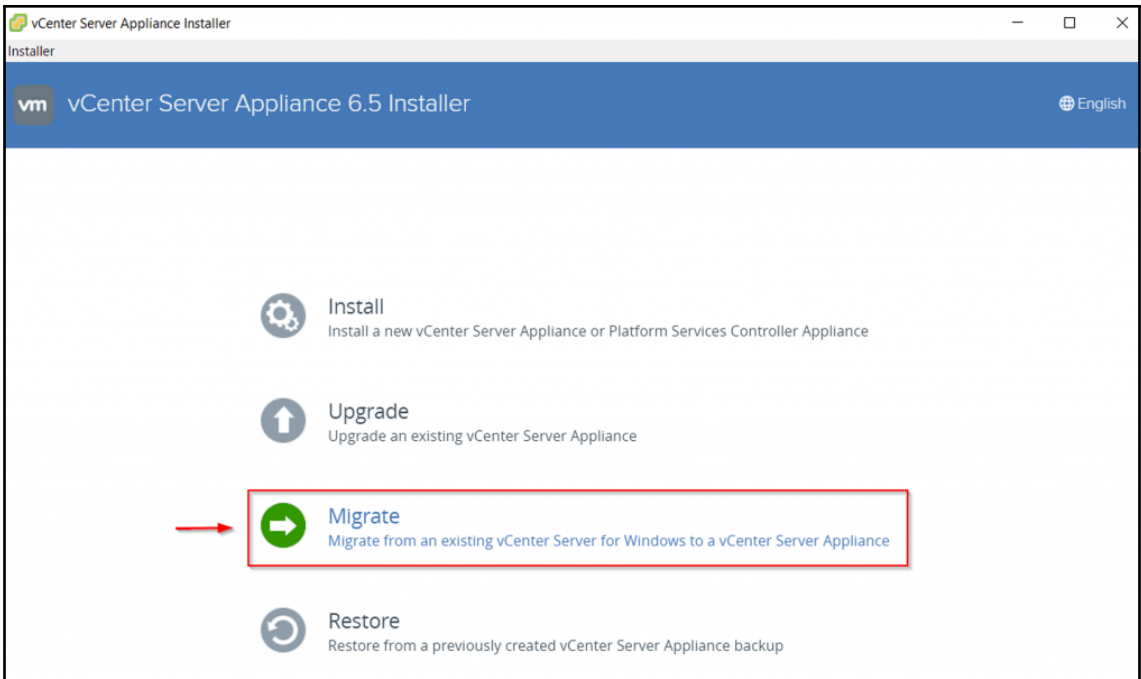 vCenter Server Appliance Installer
Installer
vm vCenter Server Appliance 6.5 Installer
English
Install
Install a new vCenter Server Appliance or Platform Services Controller Appliance
Upgrade
Upgrade an existing vCenter Server Appliance
Migrate
Migrate from an existing vCenter Server for Windows to a vCenter Server Appliance
Restore
Restore from a previously created vCenter Server Appliance backup